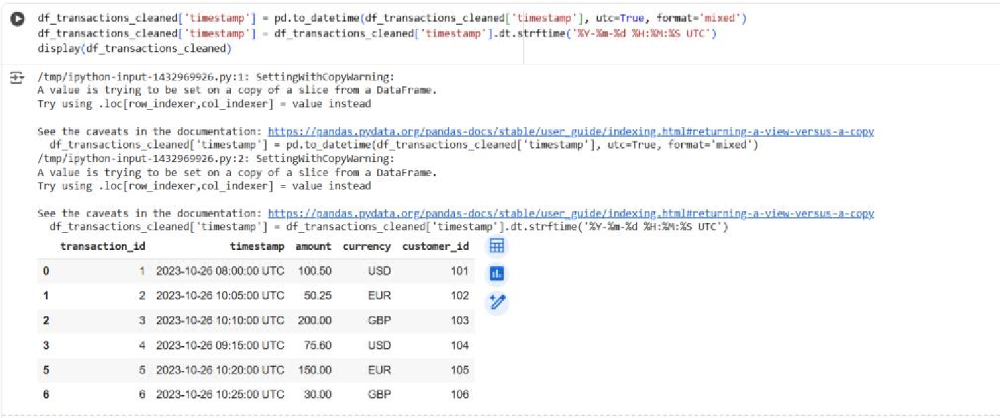 df_transactions_cleaned['timestamp'] = pd.to_datetime(df_transactions_cleaned['timestamp'], utc=True, format='mixed')
df_transactions_cleaned['timestamp'] = df_transactions_cleaned['timestamp'].dt.strftime('%Y-%m-%d %H:%M:%S UTC')
display(df_transactions_cleaned)
/tmp/ipython-input-1432969926.py:1: SettingWithCopyWarning:
A value is trying to be set on a copy of a slice from a DataFrame.
Try using .loc[row_indexer,col_indexer] = value instead
See the caveats in the documentation: https://pandas.pydata.org/pandas-docs/stable/user_guide/indexing.html#returning-a-view-versus-a-copy
df_transactions_cleaned['timestamp'] = pd.to_datetime(df_transactions_cleaned['timestamp'], utc=True, format='mixed')
/tmp/ipython-input-1432969926.py:2: SettingWithCopyWarning:
A value is trying to be set on a copy of a slice from a DataFrame.
Try using .loc[row_indexer,col_indexer] = value instead
See the caveats in the documentation: https://pandas.pydata.org/pandas-docs/stable/user_guide/indexing.html#returning-a-view-versus-a-copy
df_transactions_cleaned['timestamp'] = df_transactions_cleaned['timestamp'].dt.strftime('%Y-%m-%d %H:%M:%S UTC')
transaction_id timestamp amount currency customer_id
0 1 2023-10-26 08:00:00 UTC 100.50 USD 101
1 2 2023-10-26 10:05:00 UTC 50.25 EUR 102
2 3 2023-10-26 10:10:00 UTC 200.00 GBP 103
3 4 2023-10-26 09:15:00 UTC 75.60 USD 104
5 5 2023-10-26 10:20:00 UTC 150.00 EUR 105
6 6 2023-10-26 10:25:00 UTC 30.00 GBP 106